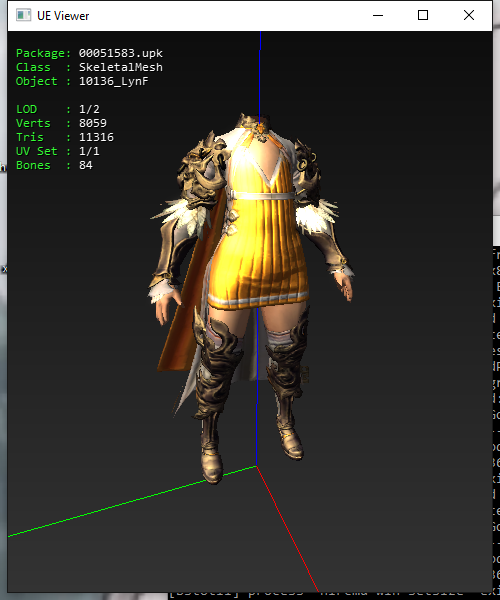 UE Viewer
Package: 00051583.upk
Class : SkeletalMesh
Object : 10136_LynF
LOD : 1/2
Verts : 8059
Tris : 11316
UV Set : 1/1
Bones : 84